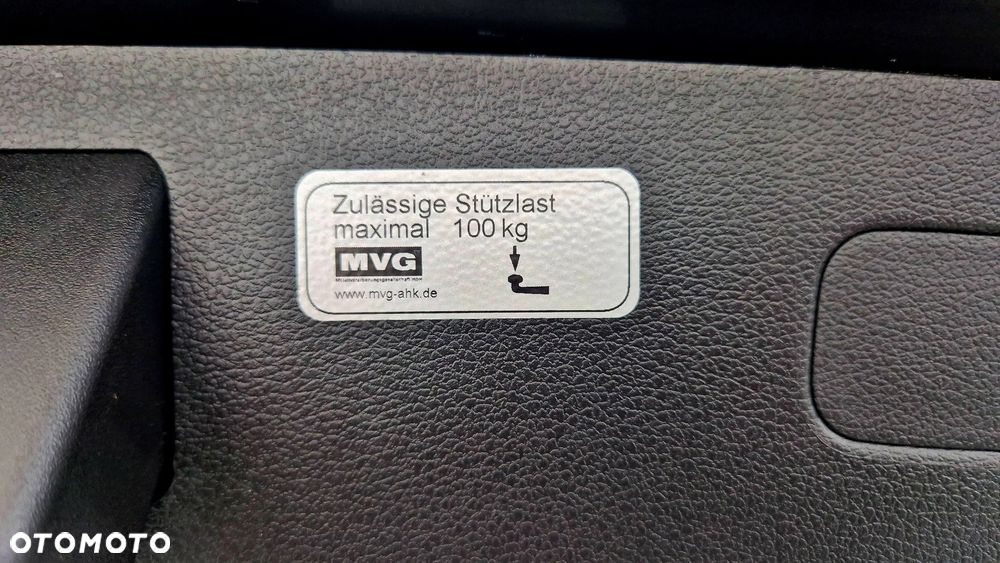 Zulässige Stützlast
maximal 100 kg
MVG
www.mvg-ahk.de
OTOMOTO